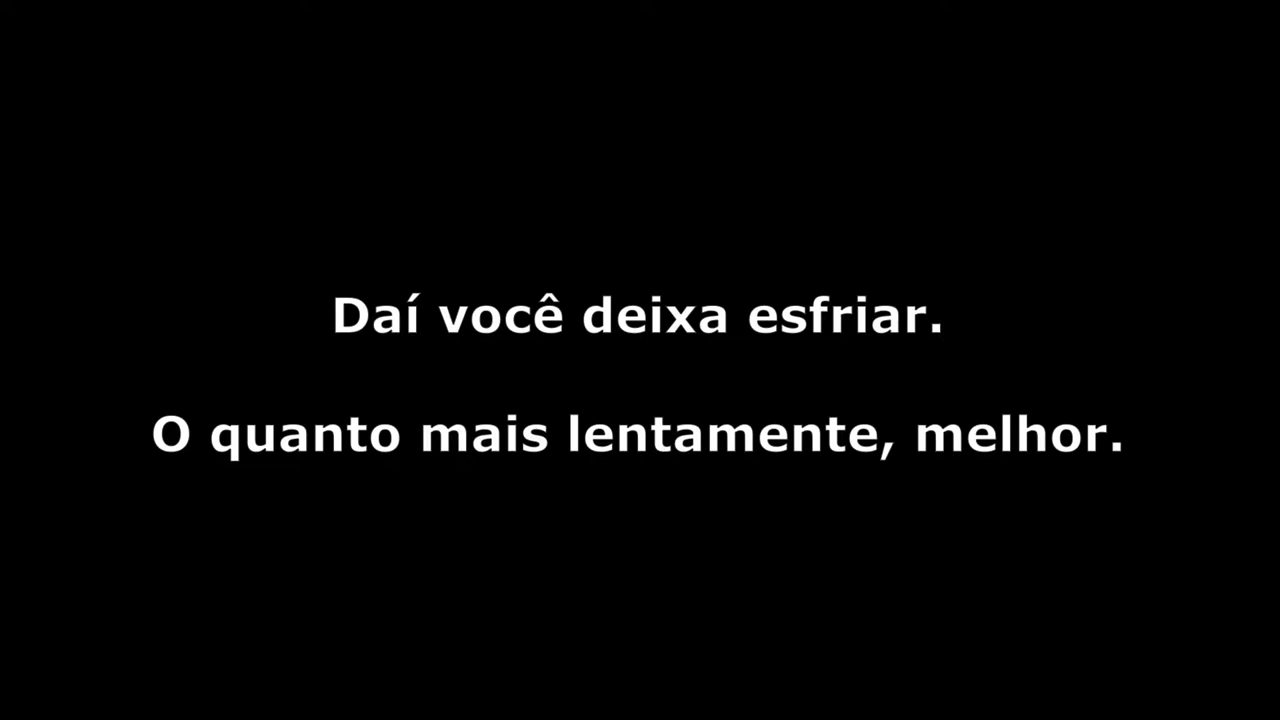 Daí você deixa esfriar.
O quanto mais lentamente, melhor.